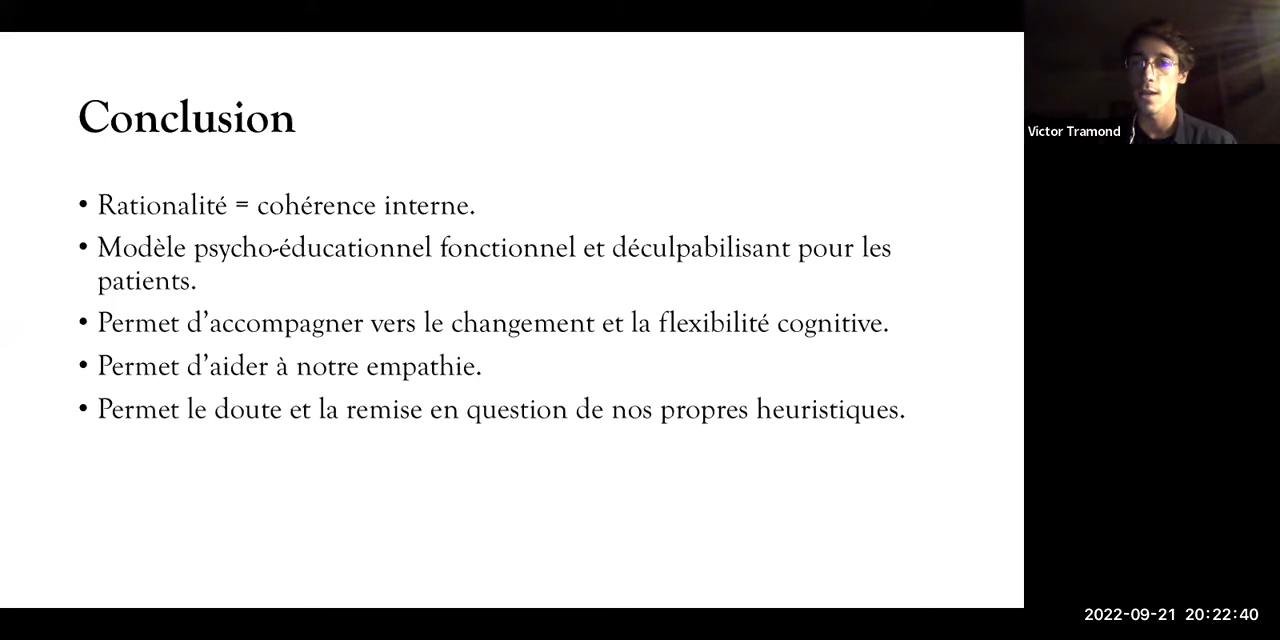 Conclusion
• Rationalité = cohérence interne.
• Modèle psycho-éducationnel fonctionnel et déculpabilisant pour les
patients.
• Permet d’accompagner vers le changement et la flexibilité cognitive.
• Permet d’aider à notre empathie.
• Permet le doute et la remise en question de nos propres heuristiques.
Victor Tramond
2022-09-21 20:22:40